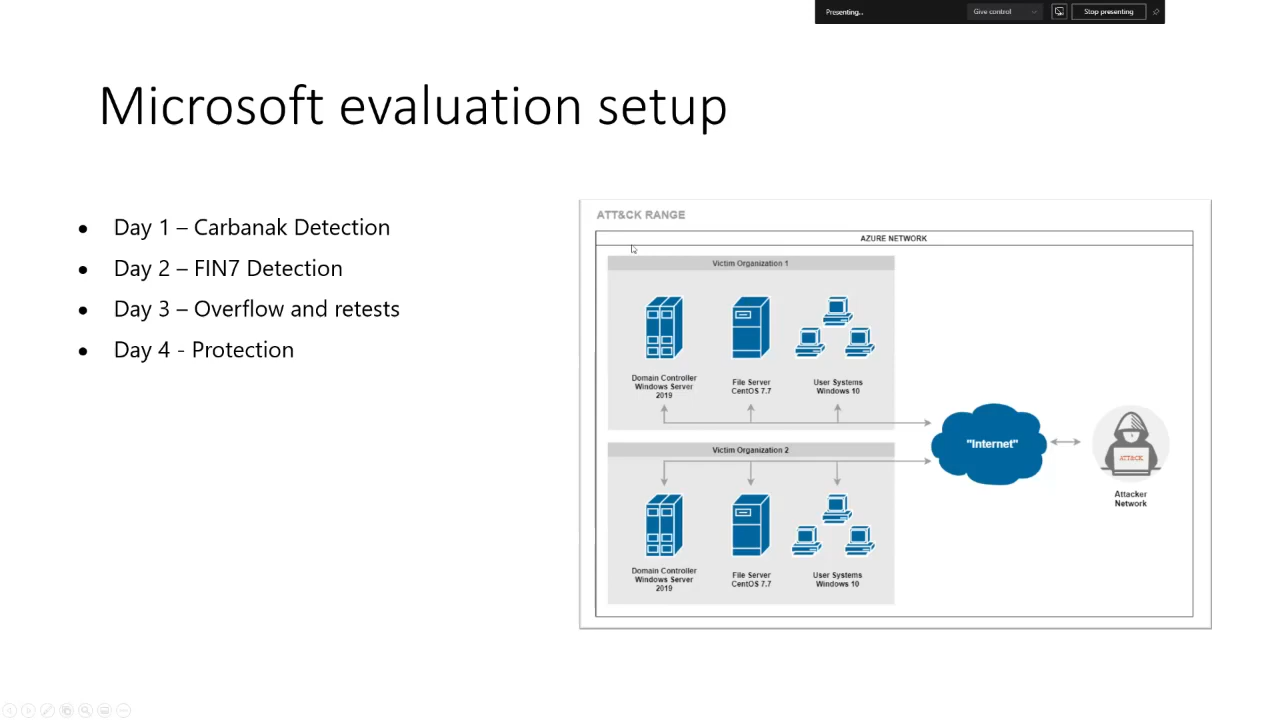 Presenting...
Give control
Stop presenting
Microsoft evaluation setup
● Day 1 – Carbanak Detection
● Day 2 – FIN7 Detection
● Day 3 – Overflow and retests
● Day 4 - Protection
ATT&CK RANGE
AZURE NETWORK
Victim Organization 1
Domain Controller
Windows Server
2019
File Server
CentOS 7.7
User Systems
Windows 10
Victim Organization 2
Domain Controller
Windows Server
2019
File Server
CentOS 7.7
User Systems
Windows 10
"Internet"
ATT&CK
Attacker
Network